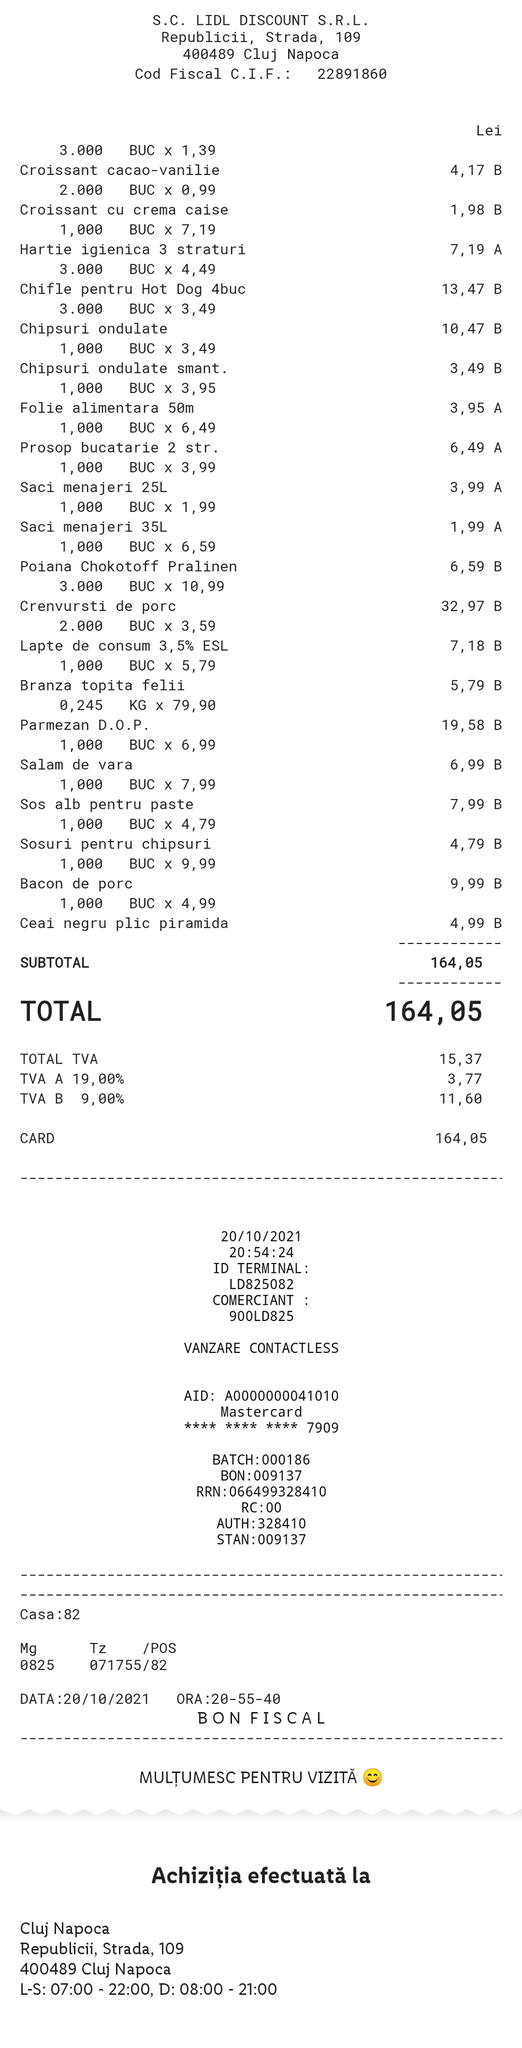 S.C. LIDL DISCOUNT S.R.L.
Republicii, Strada, 109
400489 Cluj Napoca
Cod Fiscal C.I.F.: 22891860
Lei
3.000 BUC x 1,39
Croissant cacao-vanilie 4,17 B
2.000 BUC x 0,99
Croissant cu crema caise 1,98 B
1,000 BUC x 7,19
Hartie igienica 3 straturi 7,19 A
3.000 BUC x 4,49
Chifle pentru Hot Dog 4buc 13,47 B
3.000 BUC x 3,49
Chipsuri ondulate 10,47 B
1,000 BUC x 3,49
Chipsuri ondulate smant. 3,49 B
1,000 BUC x 3,95
Folie alimentara 50m 3,95 A
1,000 BUC x 6,49
Prosop bucatarie 2 str. 6,49 A
1,000 BUC x 3,99
Saci menajeri 25L 3,99 A
1,000 BUC x 1,99
Saci menajeri 35L 1,99 A
1,000 BUC x 6,59
Poiana Chokotoff Pralinen 6,59 B
3.000 BUC x 10,99
Crenvursti de porc 32,97 B
2.000 BUC x 3,59
Lapte de consum 3,5% ESL 7,18 B
1,000 BUC x 5,79
Branza topita felii 5,79 B
0,245 KG x 79,90
Parmezan D.O.P. 19,58 B
1,000 BUC x 6,99
Salam de vara 6,99 B
1,000 BUC x 7,99
Sos alb pentru paste 7,99 B
1,000 BUC x 4,79
Sosuri pentru chipsuri 4,79 B
1,000 BUC x 9,99
Bacon de porc 9,99 B
1,000 BUC x 4,99
Ceai negru plic piramida 4,99 B
------------
SUBTOTAL 164,05
------------
TOTAL 164,05
TOTAL TVA 15,37
TVA A 19,00% 3,77
TVA B 9,00% 11,60
CARD 164,05
--------------------------------------------------------
20/10/2021
20:54:24
ID TERMINAL:
LD825082
COMERCIANT :
900LD825
VANZARE CONTACTLESS
AID: A0000000041010
Mastercard
**** **** **** 7909
BATCH:000186
BON:009137
RRN:066499328410
RC:00
AUTH:328410
STAN:009137
--------------------------------------------------------
--------------------------------------------------------
Casa:82
Mg Tz /POS
0825 071755/82
DATA:20/10/2021 ORA:20-55-40
B O N F I S C A L
--------------------------------------------------------
MULȚUMESC PENTRU VIZITĂ 😊
Achiziția efectuată la
Cluj Napoca
Republicii, Strada, 109
400489 Cluj Napoca
L-S: 07:00 - 22:00, D: 08:00 - 21:00